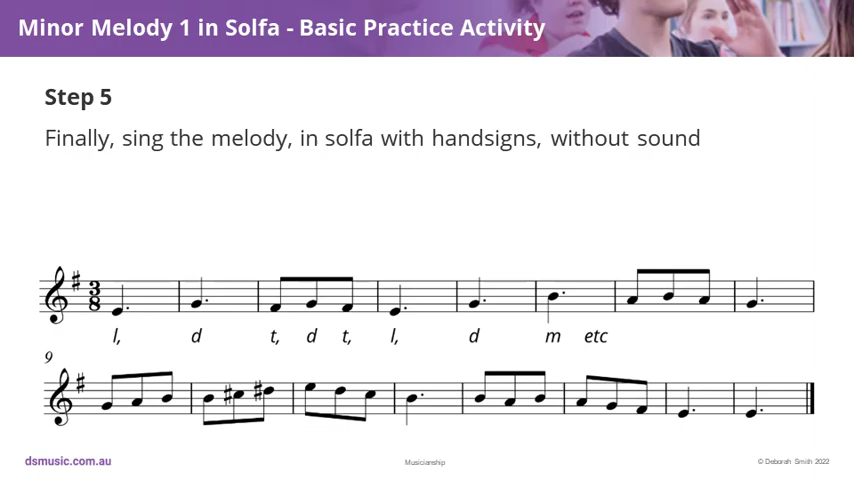 Minor Melody 1 in Solfa - Basic Practice Activity
Step 5
Finally, sing the melody, in solfa with handsigns, without sound
3
8
l, d t, d t, l, d m etc
9
dsmusic.com.au Musicianship © Deborah Smith 2022